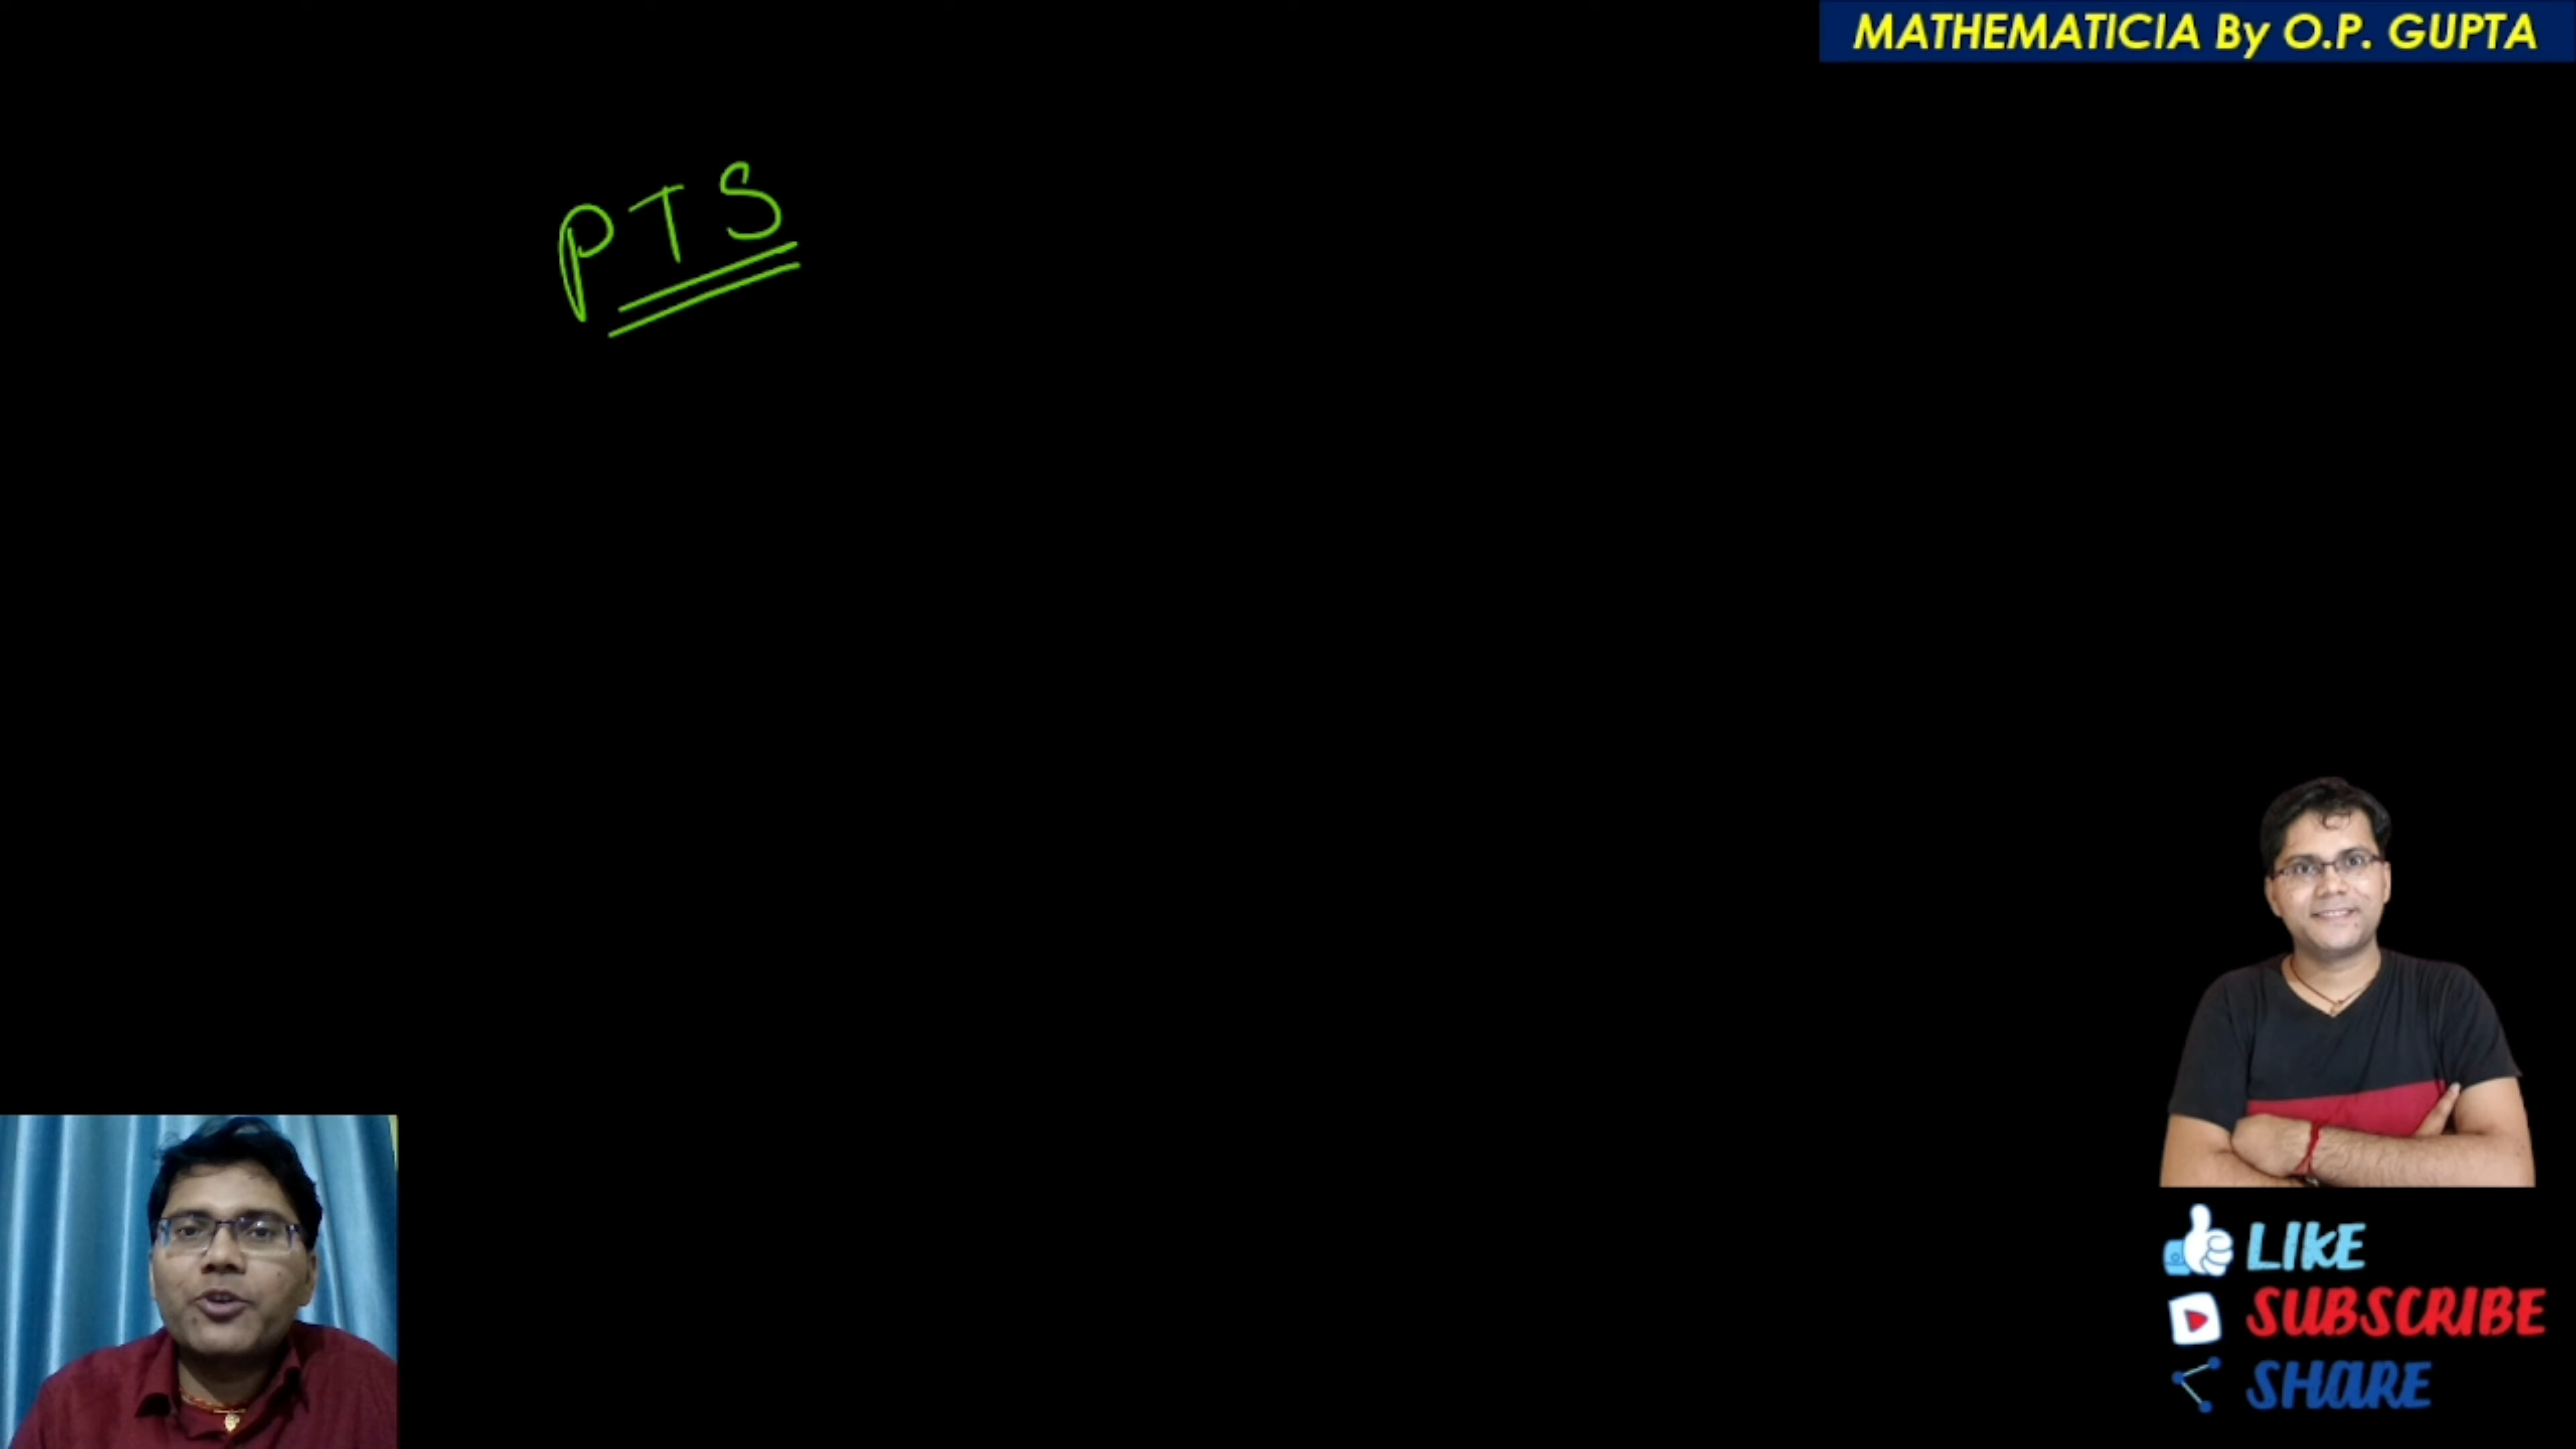 MATHEMATICIA By O.P. GUPTA
PTS
LIKE
SUBSCRIBE
SHARE